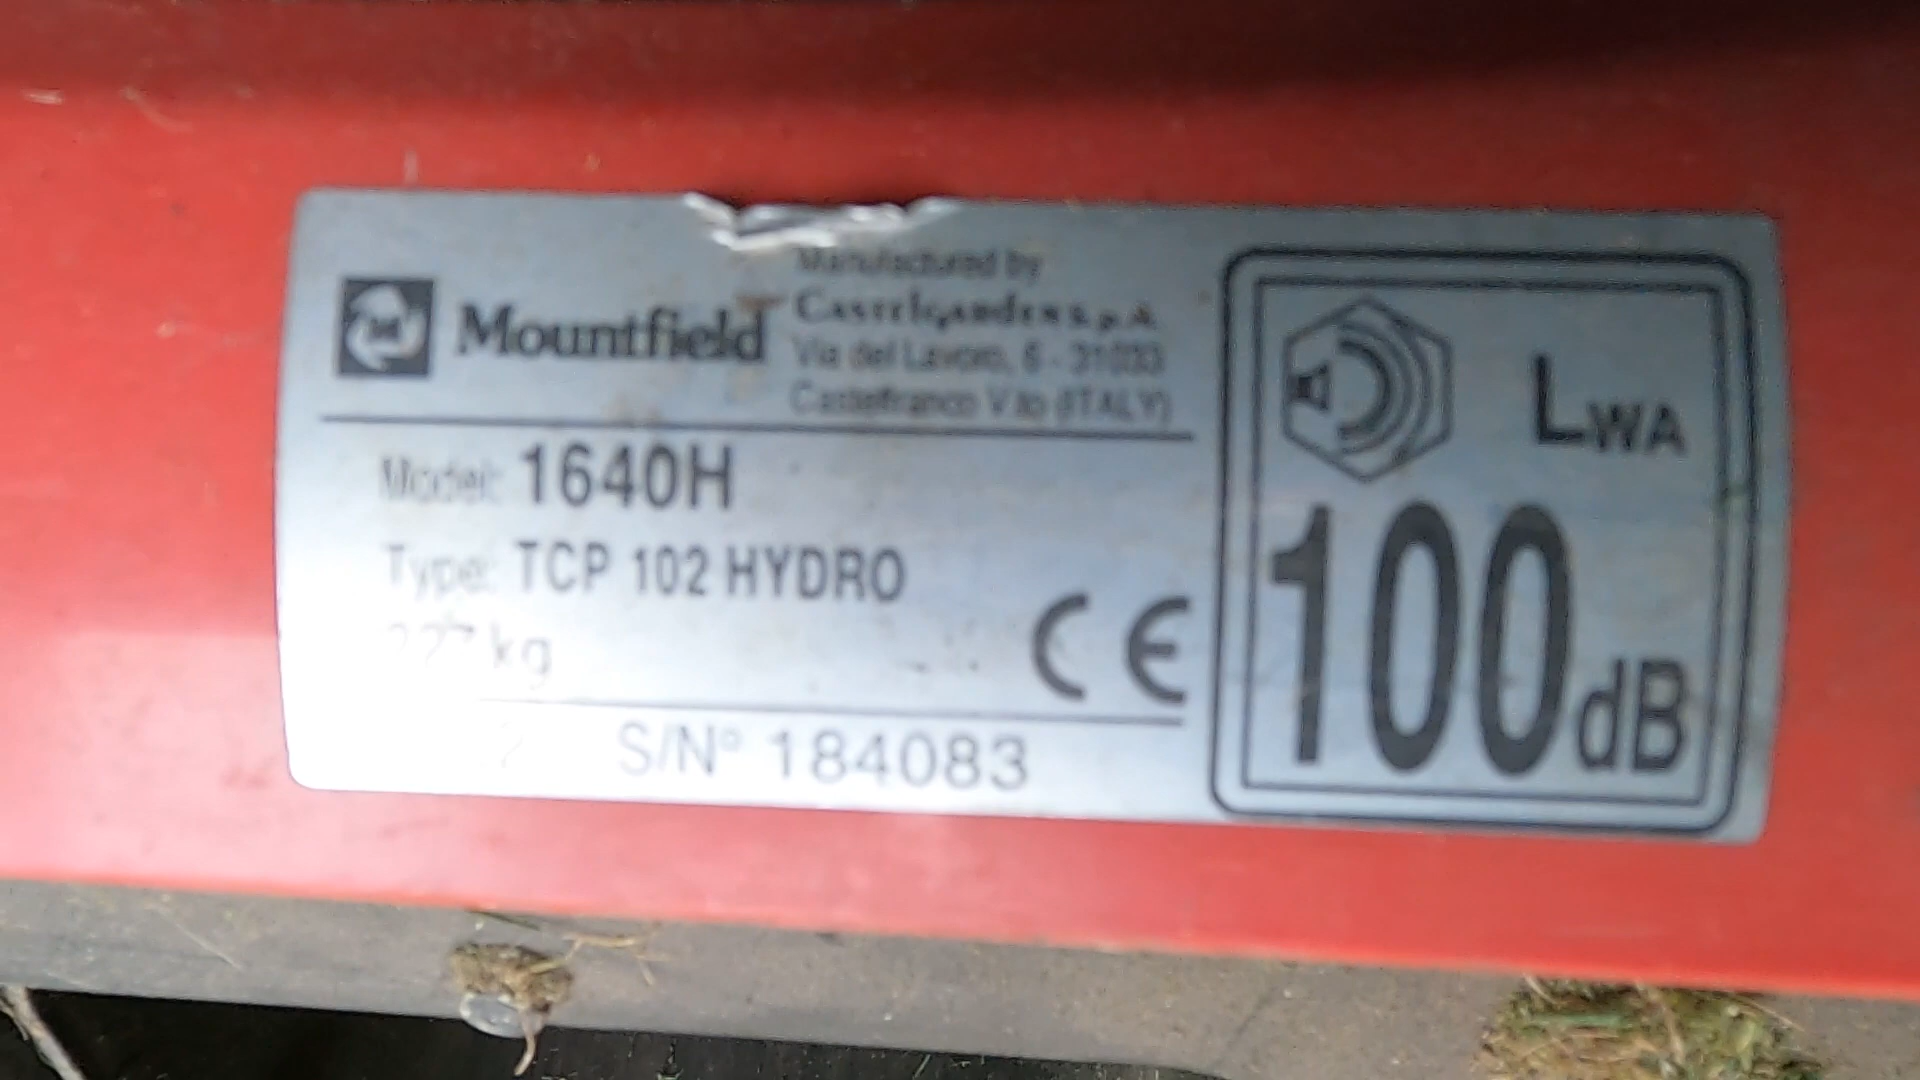 Mountfield
Manufactured by
CASTELGARDEN S.p.A.
Via del Lavoro, 6 - 31033
Castelfranco V.to (ITALY)
Model: 1640H
Type: TCP 102 HYDRO
kg
CE
S/N° 184083
LWA
100dB